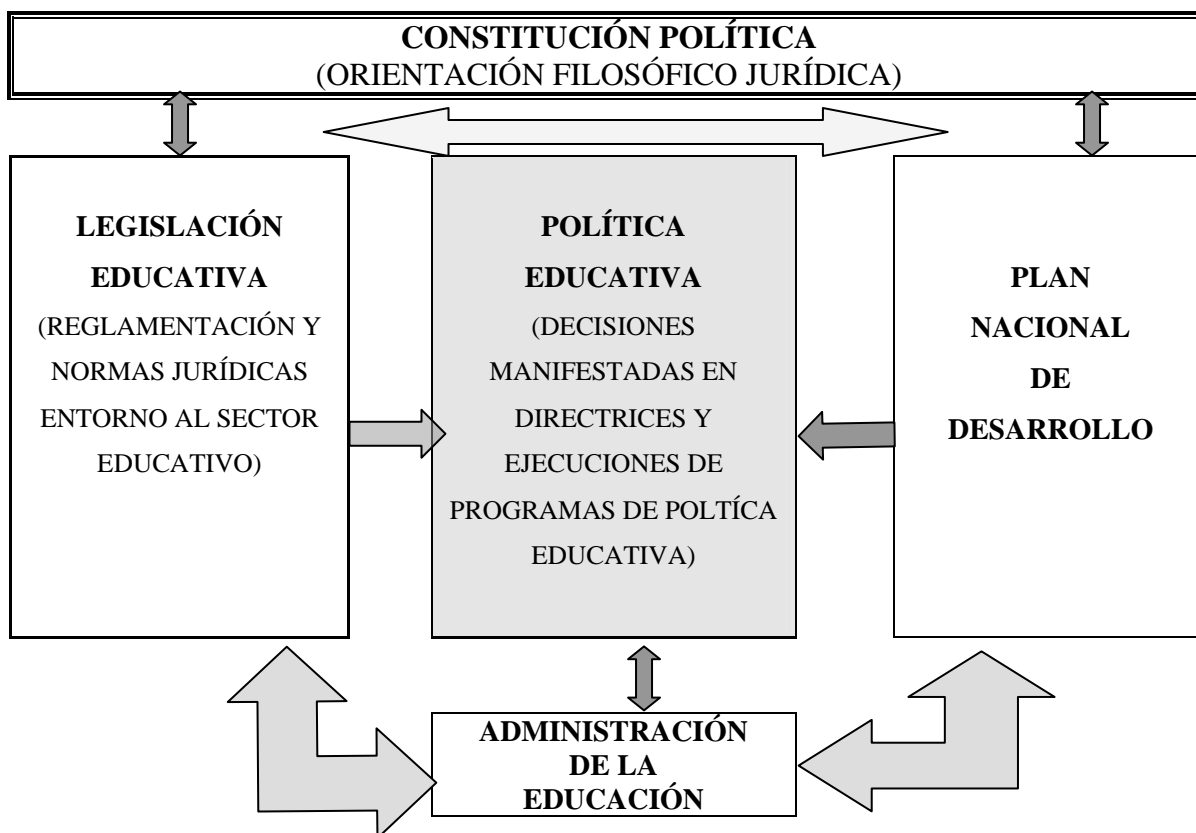 CONSTITUCIÓN POLÍTICA
(ORIENTACIÓN FILOSÓFICO JURÍDICA)
LEGISLACIÓN
EDUCATIVA
(REGLAMENTACIÓN Y
NORMAS JURÍDICAS
ENTORNO AL SECTOR
EDUCATIVO)
POLÍTICA
EDUCATIVA
(DECISIONES
MANIFESTADAS EN
DIRECTRICES Y
EJECUCIONES DE
PROGRAMAS DE POLTÍCA
EDUCATIVA)
PLAN
NACIONAL
DE
DESARROLLO
ADMINISTRACIÓN
DE LA
EDUCACIÓN